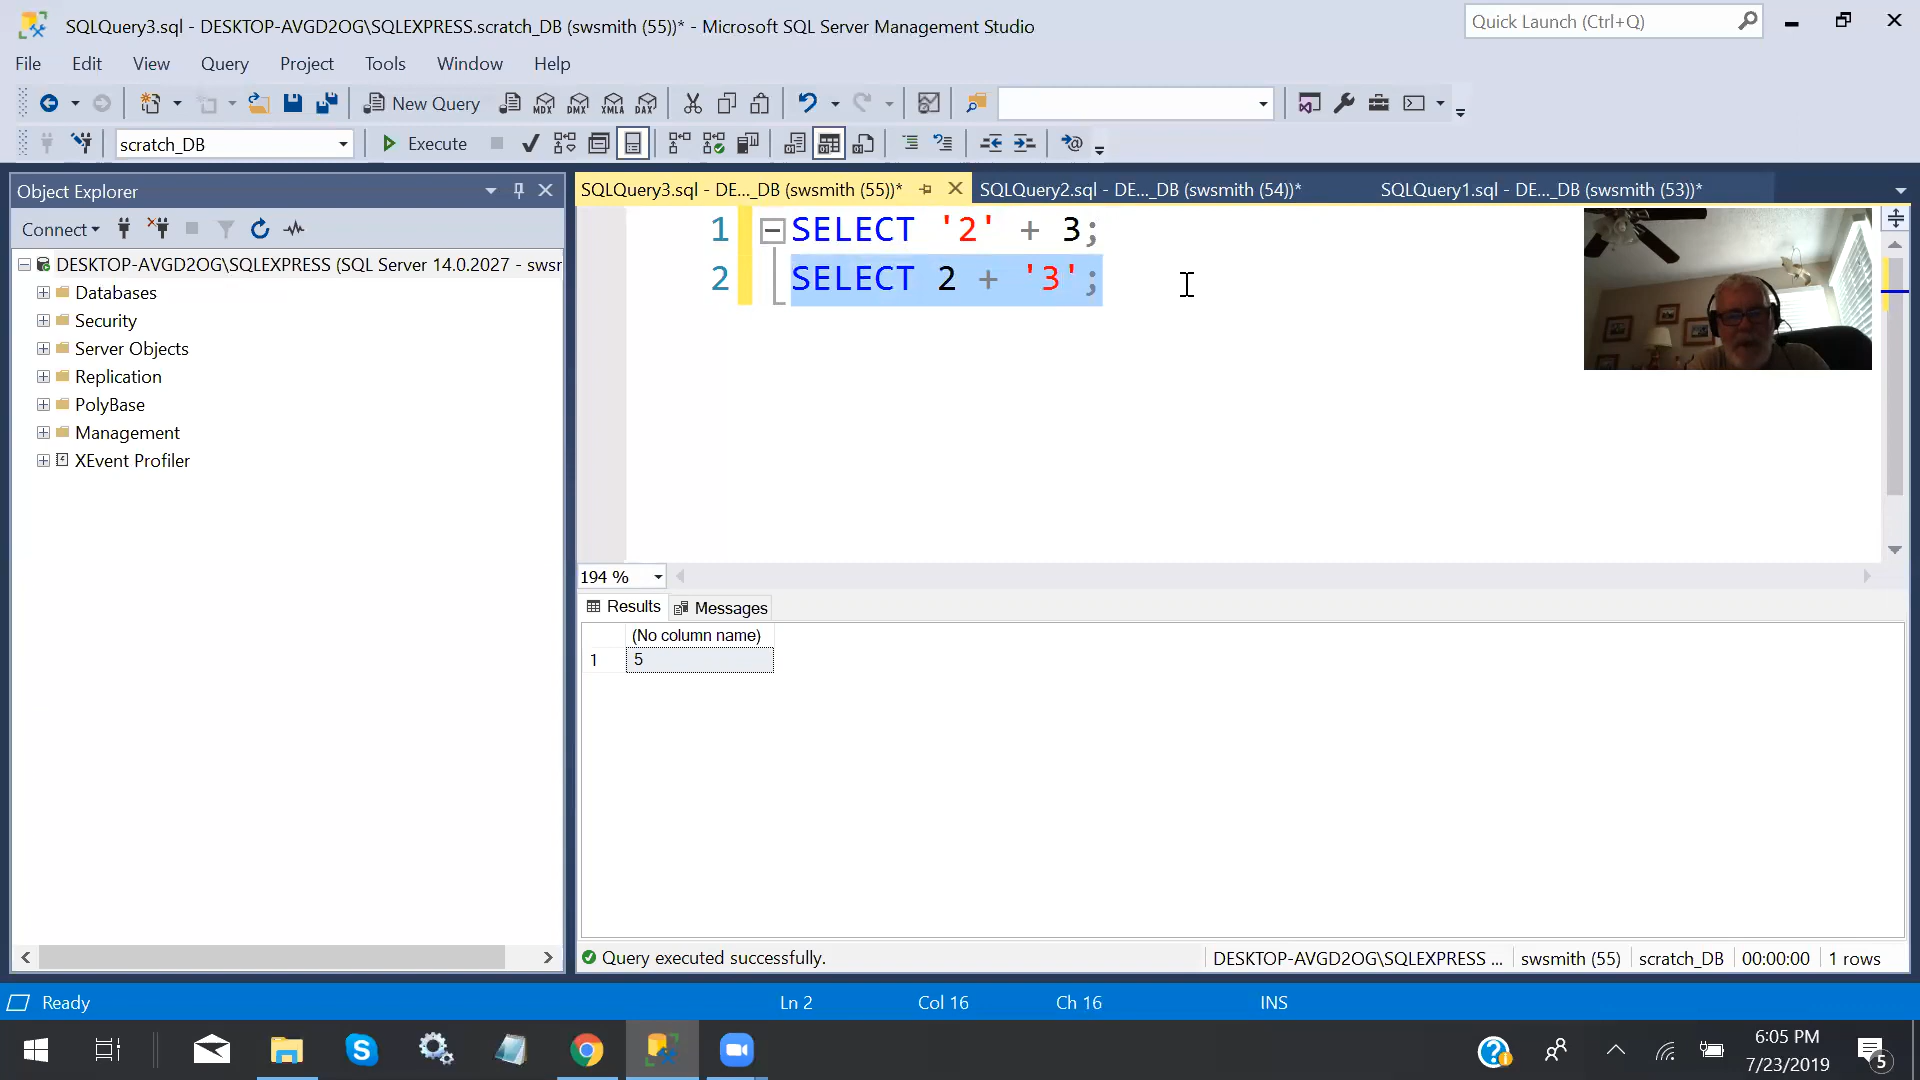 SQLQuery3.sql - DESKTOP-AVGD2OG\SQLEXPRESS.scratch_DB (swsmith (55))* - Microsoft SQL Server Management Studio
Quick Launch (Ctrl+Q)
File Edit View Query Project Tools Window Help
New Query MDX DMX XMLA DAX
scratch_DB Execute
Object Explorer
SQLQuery3.sql - DE..._DB (swsmith (55))* SQLQuery2.sql - DE..._DB (swsmith (54))* SQLQuery1.sql - DE..._DB (swsmith (53))*
Connect
DESKTOP-AVGD2OG\SQLEXPRESS (SQL Server 14.0.2027 - swsr
Databases
Security
Server Objects
Replication
PolyBase
Management
XEvent Profiler
1 SELECT '2' + 3;
2 SELECT 2 + '3';
194 %
Results Messages
(No column name)
1 5
Query executed successfully. DESKTOP-AVGD2OG\SQLEXPRESS ... swsmith (55) scratch_DB 00:00:00 1 rows
Ready Ln 2 Col 16 Ch 16 INS
6:05 PM
7/23/2019
5